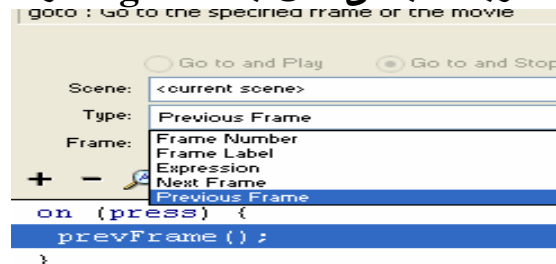 goto : Go to the specified frame of the movie
Go to and Play Go to and Stop
Scene: <current scene>
Type: Previous Frame
Frame: Frame Number
Frame Label
Expression
Next Frame
Previous Frame
+ -
on (press) {
prevFrame();
}